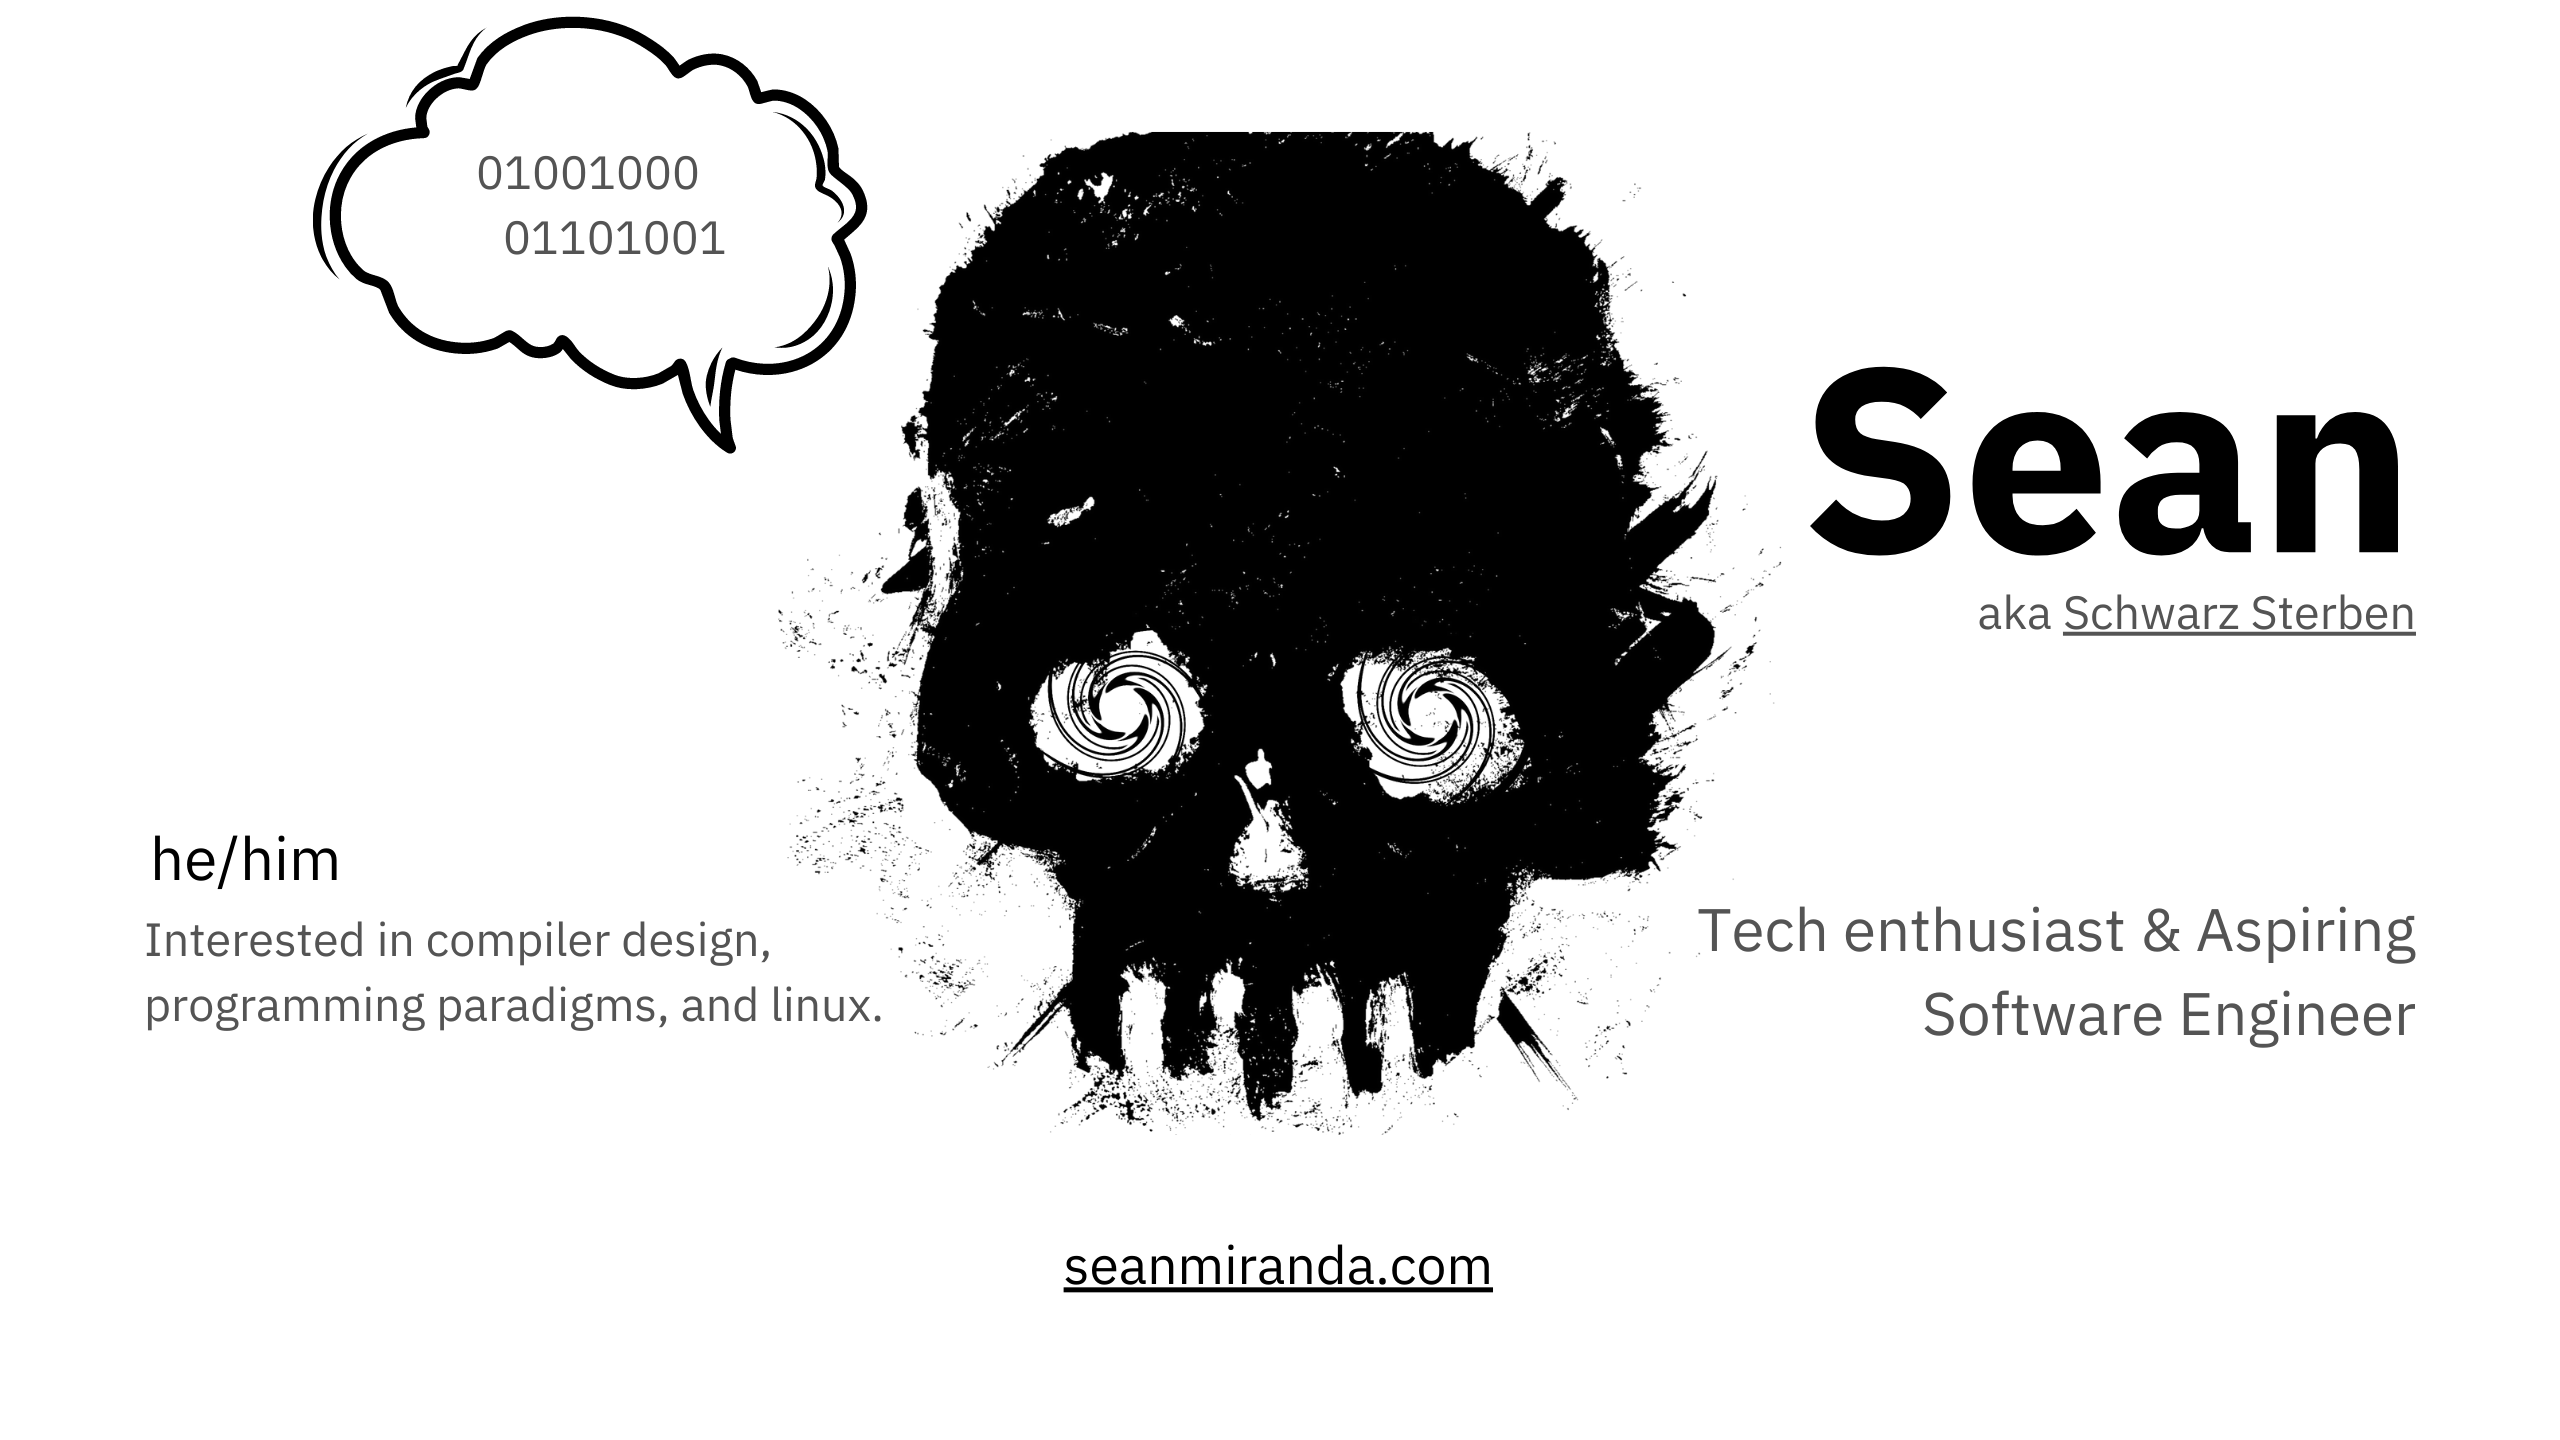 01001000
01101001
Sean
aka Schwarz Sterben
he/him
Interested in compiler design,
programming paradigms, and linux.
Tech enthusiast & Aspiring
Software Engineer
seanmiranda.com